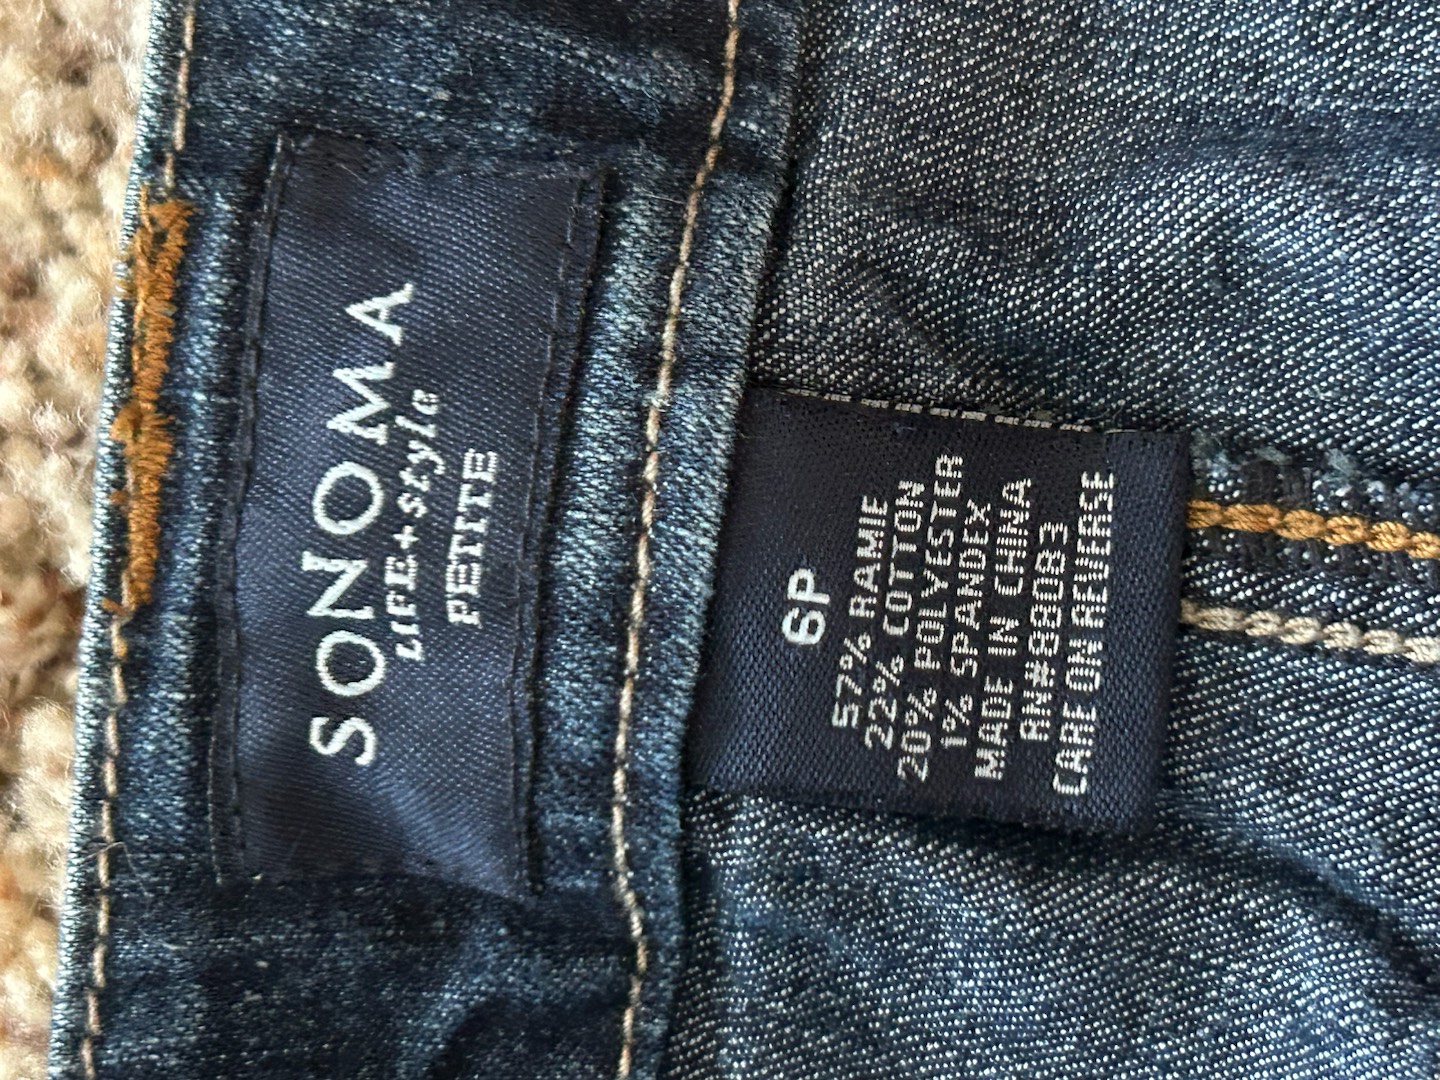 SONOMA
LIFE+style
PETITE
6P
57% RAMIE
22% COTTON
20% POLYESTER
1% SPANDEX
MADE IN CHINA
RN#88083
CARE ON REVERSE